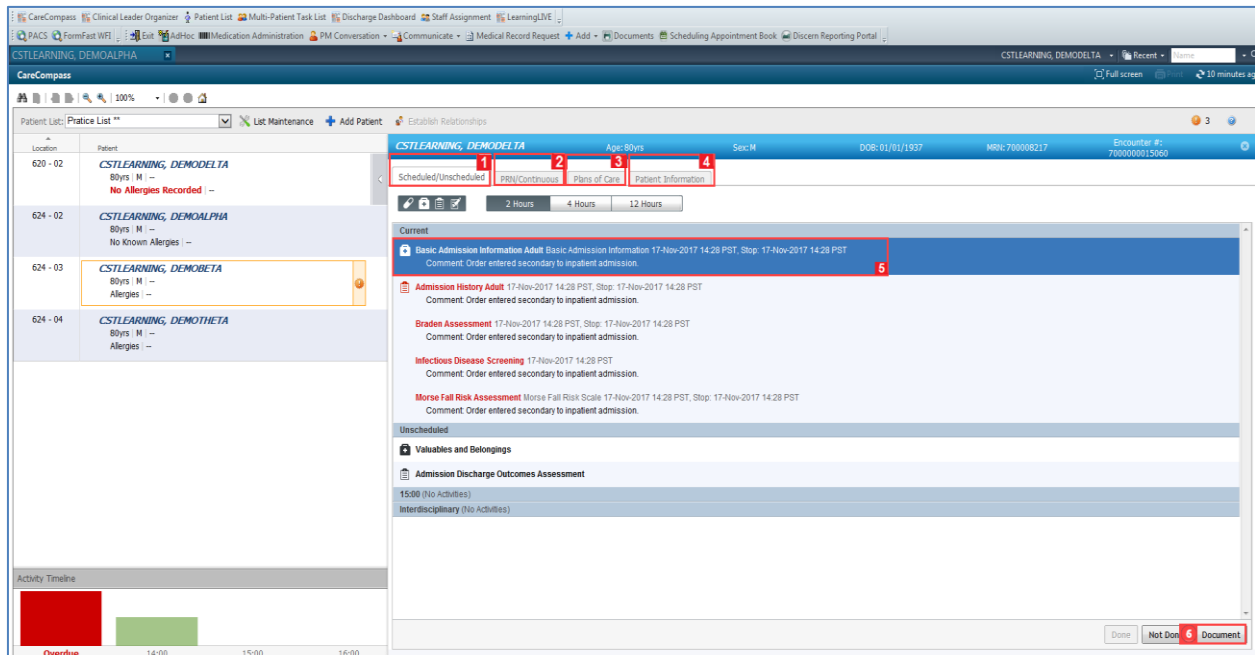 CareCompass Clinical Leader Organizer Patient List Multi-Patient Task List Discharge Dashboard Staff Assignment LearningLIVE
PACS FormFast WFI Exit AdHoc Medication Administration PM Conversation Communicate Medical Record Request Add Documents Scheduling Appointment Book Discern Reporting Portal
CSTLEARNING, DEMOALPHA CSTLEARNING, DEMODELTA Recent Name
CareCompass Full screen Print 10 minutes ag
100%
Patient List: Pratice List ** List Maintenance Add Patient Establish Relationships 3
Location Patient
620 - 02 CSTLEARNING, DEMODELTA
80yrs | M | --
No Allergies Recorded | --
624 - 02 CSTLEARNING, DEMOALPHA
80yrs | M | --
No Known Allergies | --
624 - 03 CSTLEARNING, DEMOBETA
80yrs | M | --
Allergies | --
624 - 04 CSTLEARNING, DEMOTHETA
80yrs | M | --
Allergies | --
Activity Timeline
Overdue 14:00 15:00 16:00
CSTLEARNING, DEMODELTA Age: 80yrs Sex: M DOB: 01/01/1937 MRN: 700008217 Encounter #:
7000000015060
1 2 3 4
Scheduled/Unscheduled PRN/Continuous Plans of Care Patient Information
2 Hours 4 Hours 12 Hours
Current
Basic Admission Information Adult Basic Admission Information 17-Nov-2017 14:28 PST, Stop: 17-Nov-2017 14:28 PST
Comment: Order entered secondary to inpatient admission.
5
Admission History Adult 17-Nov-2017 14:28 PST, Stop: 17-Nov-2017 14:28 PST
Comment: Order entered secondary to inpatient admission.
Braden Assessment 17-Nov-2017 14:28 PST, Stop: 17-Nov-2017 14:28 PST
Comment: Order entered secondary to inpatient admission.
Infectious Disease Screening 17-Nov-2017 14:28 PST
Comment: Order entered secondary to inpatient admission.
Morse Fall Risk Assessment Morse Fall Risk Scale 17-Nov-2017 14:28 PST, Stop: 17-Nov-2017 14:28 PST
Comment: Order entered secondary to inpatient admission.
Unscheduled
Valuables and Belongings
Admission Discharge Outcomes Assessment
15:00 (No Activities)
Interdisciplinary (No Activities)
Done Not Don 6 Document